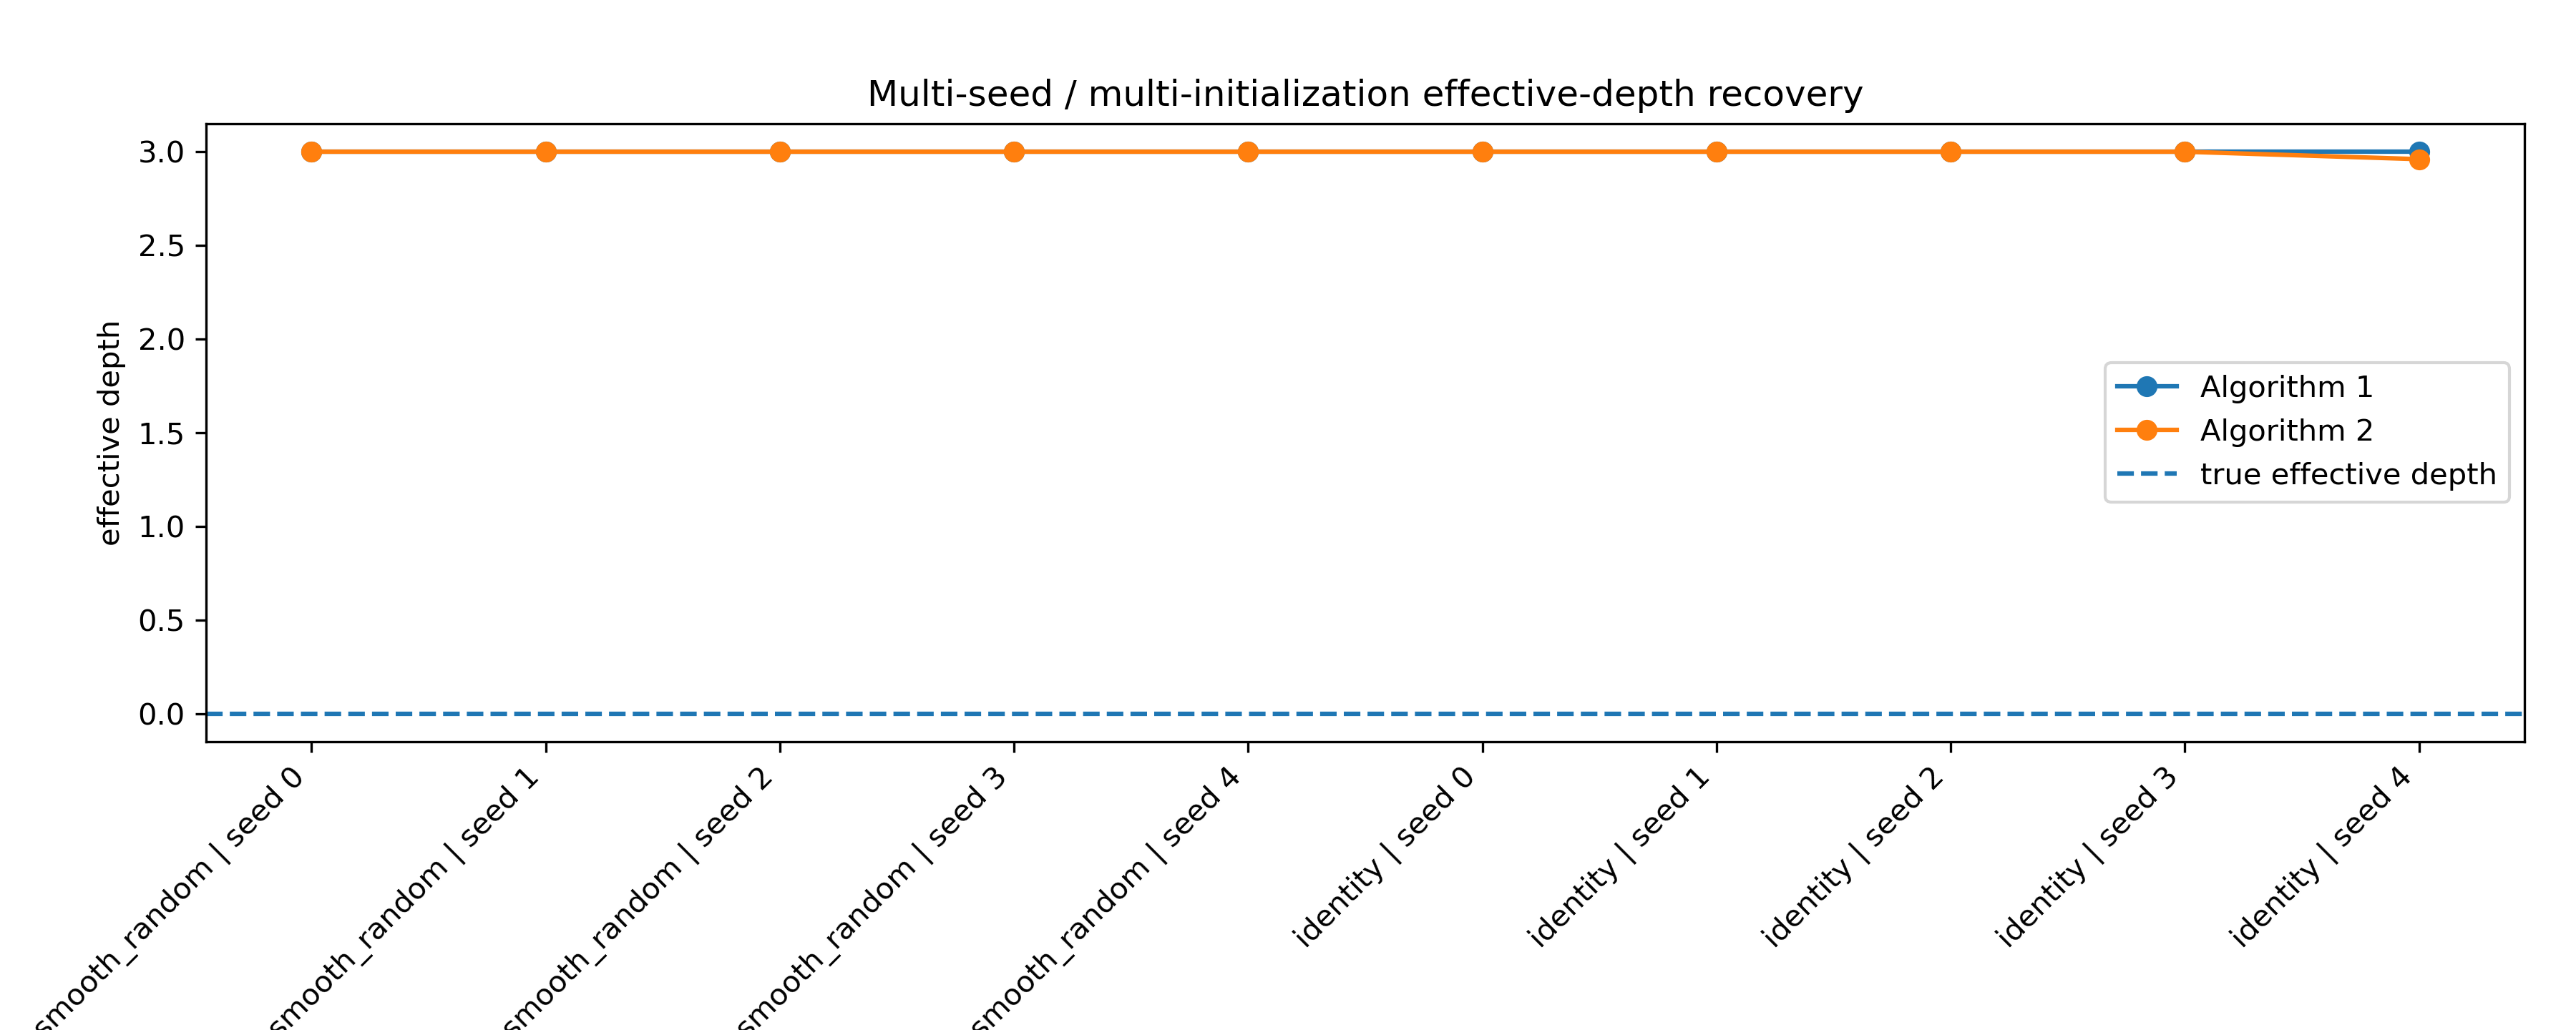 Multi-seed / multi-initialization effective-depth recovery
effective depth
3.0
2.5
2.0
1.5
1.0
0.5
0.0
Algorithm 1
Algorithm 2
true effective depth
smooth_random | seed 0
smooth_random | seed 1
smooth_random | seed 2
smooth_random | seed 3
smooth_random | seed 4
identity | seed 0
identity | seed 1
identity | seed 2
identity | seed 3
identity | seed 4